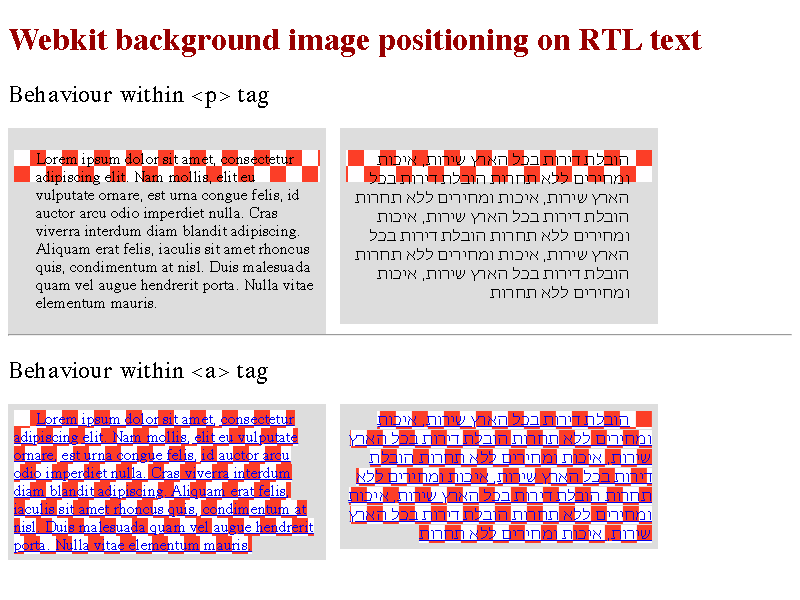 Webkit background image positioning on RTL text
Behaviour within <p> tag
Lorem ipsum dolor sit amet, consectetur
adipiscing elit. Nam mollis, elit eu
vulputate ornare, est urna congue felis, id
auctor arcu odio imperdiet nulla. Cras
viverra interdum diam blandit adipiscing.
Aliquam erat felis, iaculis sit amet rhoncus
quis, condimentum at nisl. Duis malesuada
quam vel augue hendrerit porta. Nulla vitae
elementum mauris.
הובלת דירות בכל הארץ שירות, איכות
ומחירים ללא תחרות הובלת דירות בכל
הארץ שירות, איכות ומחירים ללא תחרות
הובלת דירות בכל הארץ שירות, איכות
ומחירים ללא תחרות הובלת דירות בכל
הארץ שירות, איכות ומחירים ללא תחרות
הובלת דירות בכל הארץ שירות, איכות
ומחירים ללא תחרות
Behaviour within <a> tag
Lorem ipsum dolor sit amet, consectetur
adipiscing elit. Nam mollis, elit eu vulputate
ornare, est urna congue felis, id auctor arcu
odio imperdiet nulla. Cras viverra interdum
diam blandit adipiscing. Aliquam erat felis,
iaculis sit amet rhoncus quis, condimentum at
nisl. Duis malesuada quam vel augue hendrerit
porta. Nulla vitae elementum mauris.
הובלת דירות בכל הארץ שירות, איכות
ומחירים ללא תחרות הובלת דירות בכל הארץ
שירות, איכות ומחירים ללא תחרות הובלת
דירות בכל הארץ שירות, איכות ומחירים ללא
תחרות הובלת דירות בכל הארץ שירות, איכות
ומחירים ללא תחרות הובלת דירות בכל הארץ
שירות, איכות ומחירים ללא תחרות